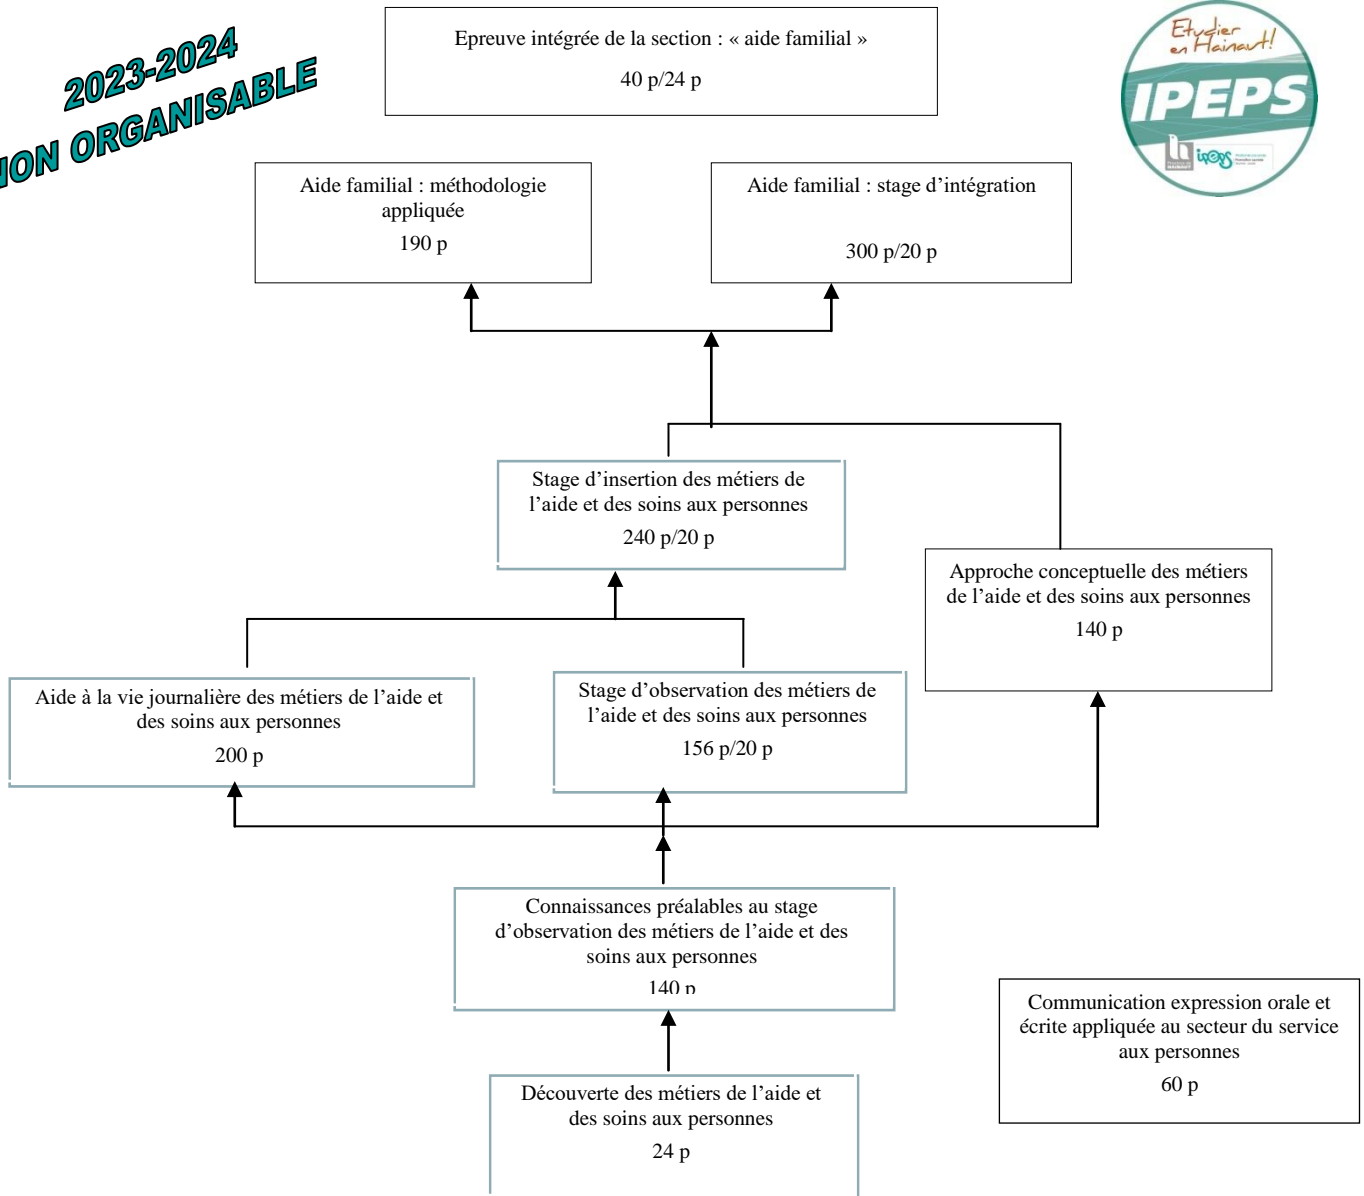 2023-2024
NON ORGANISABLE
Epreuve intégrée de la section : « aide familial »
40 p/24 p
Etudier
en Hainaut!
IPEPS
Aide familial : méthodologie
appliquée
190 p
Aide familial : stage d’intégration
300 p/20 p
Stage d’insertion des métiers de
l’aide et des soins aux personnes
240 p/20 p
Approche conceptuelle des métiers
de l’aide et des soins aux personnes
140 p
Aide à la vie journalière des métiers de l’aide et
des soins aux personnes
200 p
Stage d’observation des métiers de
l’aide et des soins aux personnes
156 p/20 p
Connaissances préalables au stage
d’observation des métiers de l’aide et des
soins aux personnes
140 p
Communication expression orale et
écrite appliquée au secteur du service
aux personnes
60 p
Découverte des métiers de l’aide et
des soins aux personnes
24 p